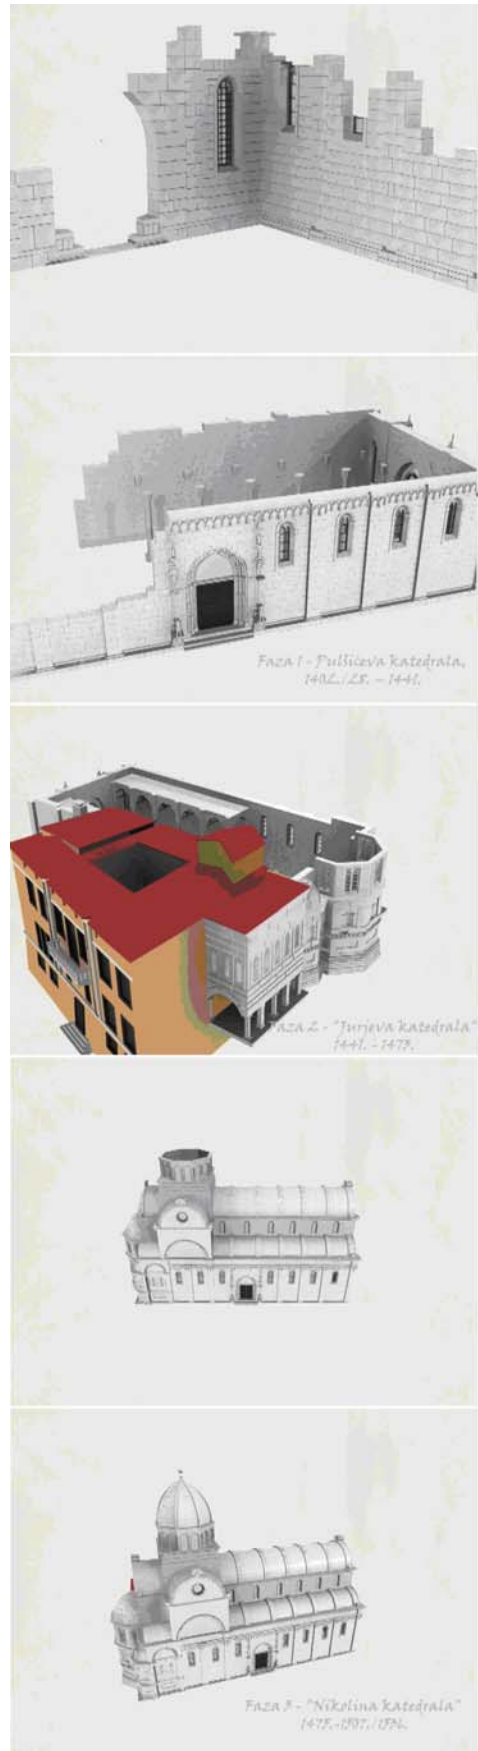 Faza 1 - Pulšićeva katedrala,
1402./28. - 1441.
Faza 2 - "Jurjeva katedrala"
1441. - 1473.
Faza 3 - "Nikolina katedrala"
1475.-1507./1536.